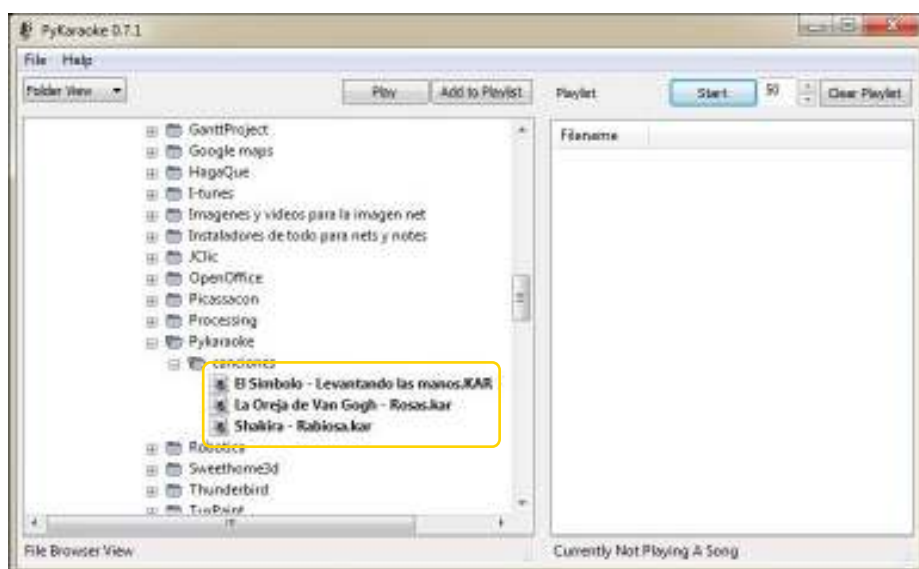 PyKaraoke 0.7.1
File Help
Folder View Play Add to Playlist Playlist Start 50 Clear Playlist
Filename
GanttProject
Google maps
HagaQue
I-tunes
Imagenes y videos para la imagen net
Instaladores de todo para nets y notes
JClic
OpenOffice
Picassacon
Processing
Pykaraoke
canciones
El Simbolo - Levantando las manos.KAR
La Oreja de Van Gogh - Rosas.kar
Shakira - Rabiosa.kar
Robotica
Sweethome3d
Thunderbird
TuxPaint
File Browser View Currently Not Playing A Song